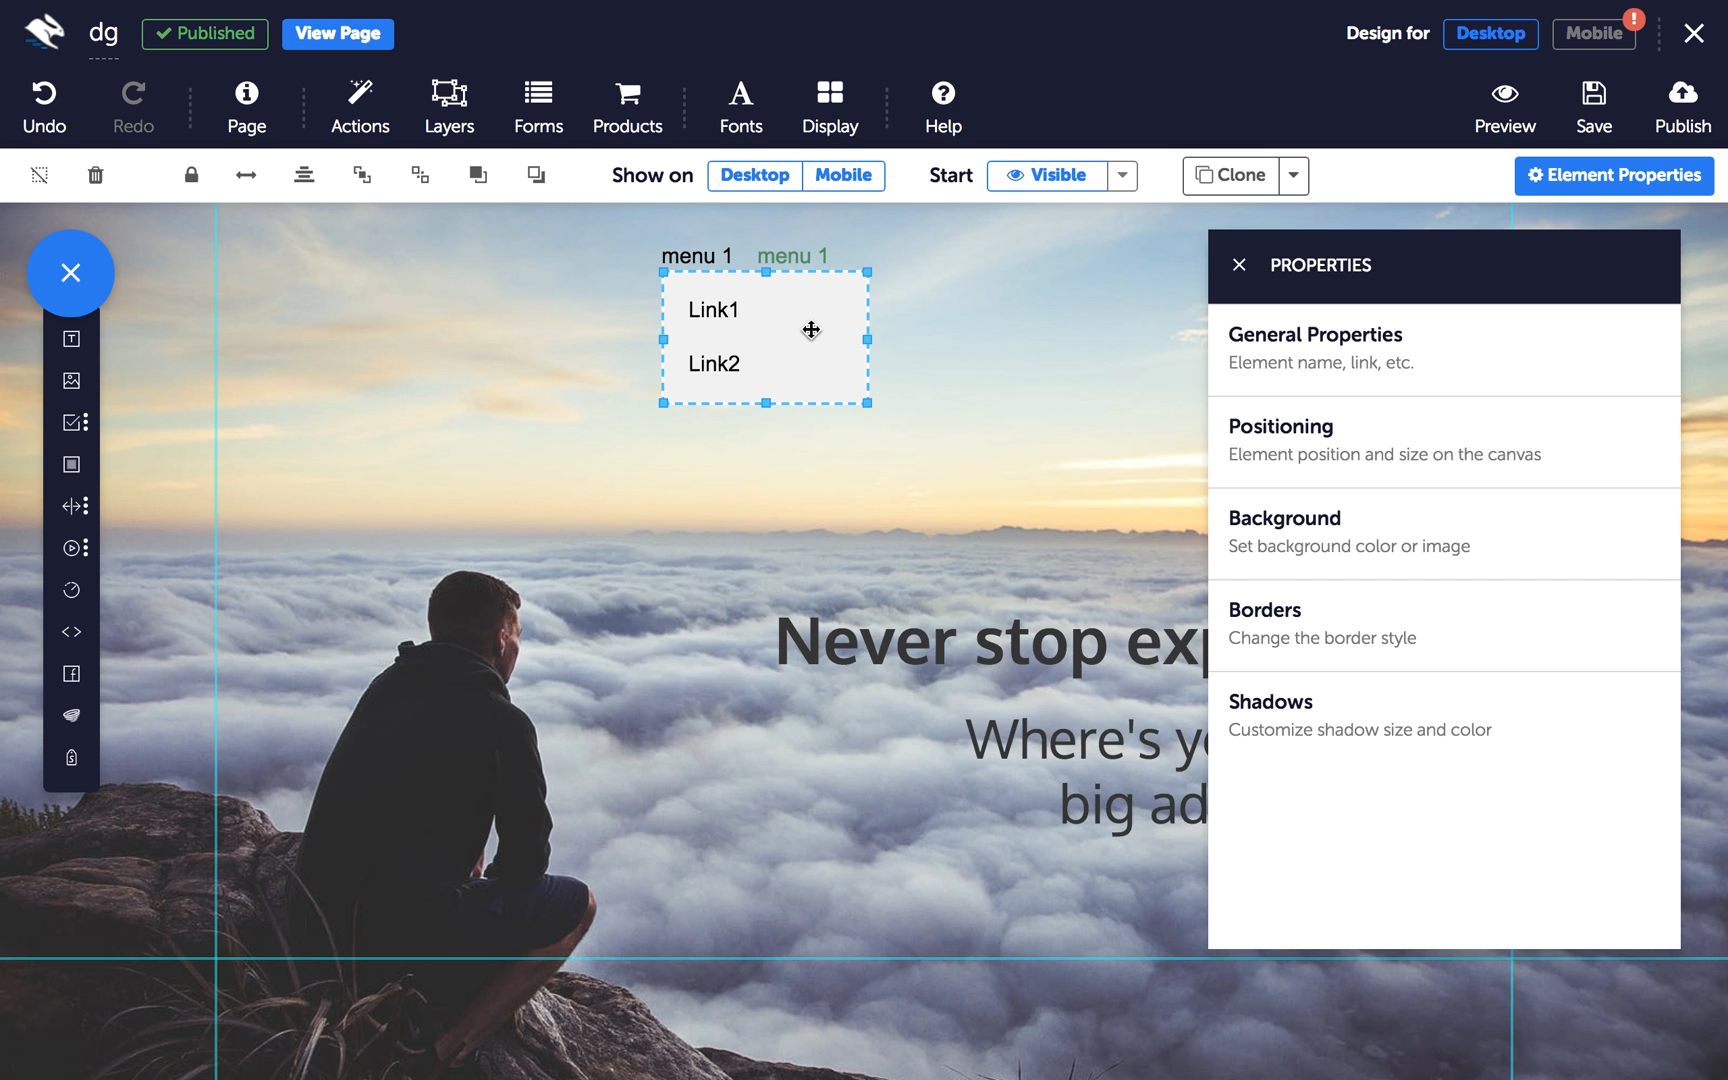 dg
Published
View Page
Design for
Desktop
Mobile
!
Undo
Redo
Page
Actions
Layers
Forms
Products
Fonts
Display
Help
Preview
Save
Publish
Show on
Desktop
Mobile
Start
Visible
Clone
Element Properties
menu 1 menu 1
Link1
Link2
PROPERTIES
General Properties
Element name, link, etc.
Positioning
Element position and size on the canvas
Background
Set background color or image
Borders
Change the border style
Shadows
Customize shadow size and color
Never stop exp
Where's yo
big ad